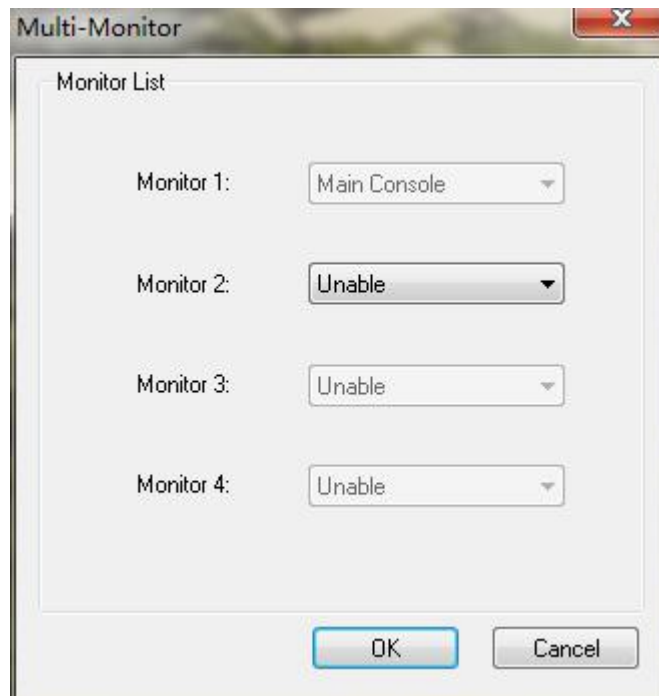 Multi-Monitor
Monitor List
Monitor 1: Main Console
Monitor 2: Unable
Monitor 3: Unable
Monitor 4: Unable
OK Cancel